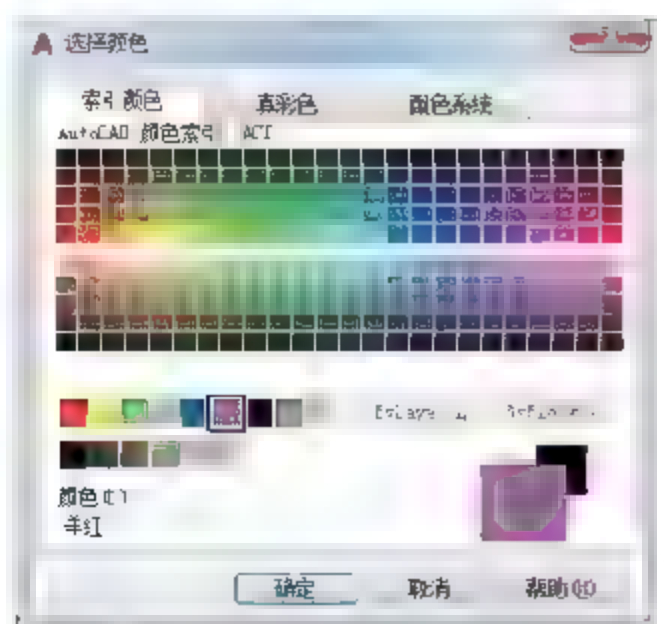 选择颜色
索引颜色 真彩色 配色系统
AutoCAD 颜色索引 ACI
颜色(C)
洋红
确定 取消 帮助(H)